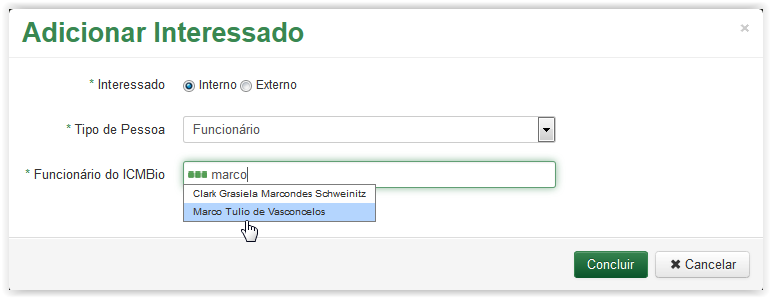 Adicionar Interessado
×
* Interessado Interno Externo
* Tipo de Pessoa Funcionário
* Funcionário do ICMBio marco
Clark Grasiela Marcondes Schweinitz
Marco Tulio de Vasconcelos
Concluir ✖ Cancelar